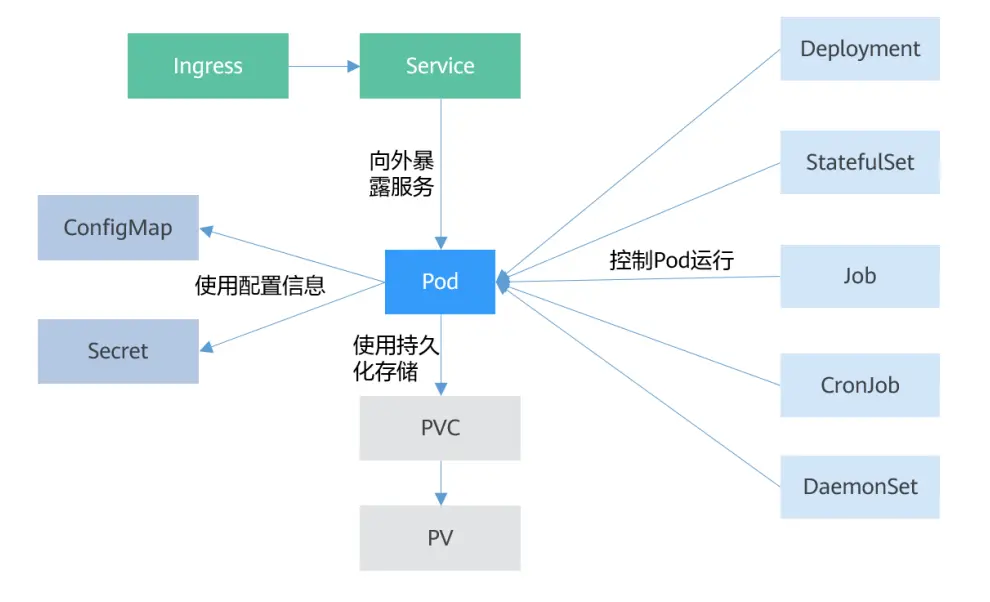 Ingress
Service
Deployment
StatefulSet
向外暴
露服务
ConfigMap
Pod
控制Pod运行
Job
使用配置信息
Secret
使用持久
化存储
CronJob
PVC
DaemonSet
PV